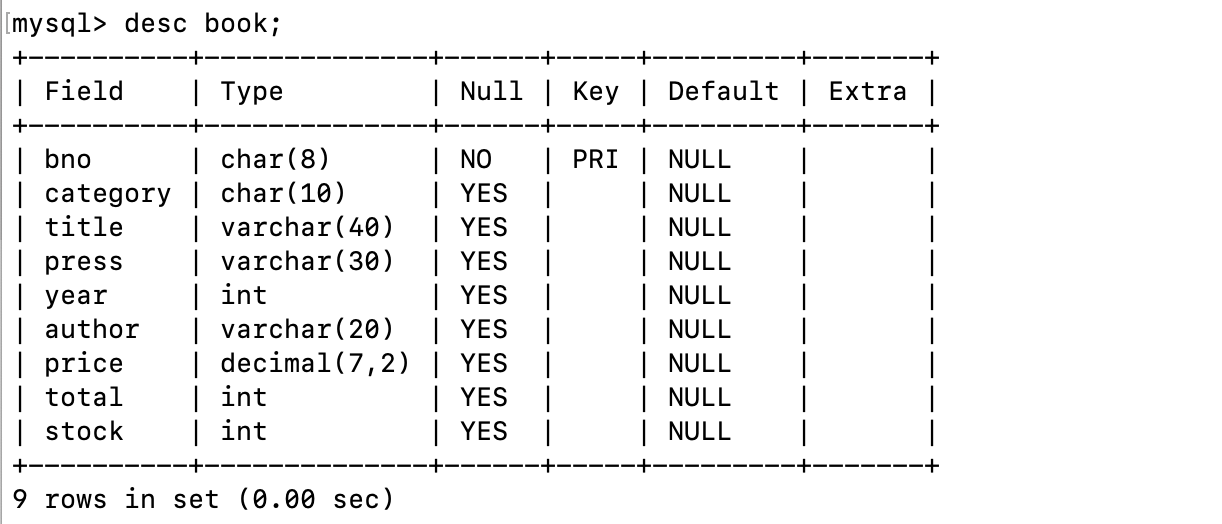 [mysql> desc book;
+----------+--------------+------+-----+---------+-------+
| Field    | Type         | Null | Key | Default | Extra |
+----------+--------------+------+-----+---------+-------+
| bno      | char(8)      | NO   | PRI | NULL    |       |
| category | char(10)     | YES  |     | NULL    |       |
| title    | varchar(40)  | YES  |     | NULL    |       |
| press    | varchar(30)  | YES  |     | NULL    |       |
| year     | int          | YES  |     | NULL    |       |
| author   | varchar(20)  | YES  |     | NULL    |       |
| price    | decimal(7,2) | YES  |     | NULL    |       |
| total    | int          | YES  |     | NULL    |       |
| stock    | int          | YES  |     | NULL    |       |
+----------+--------------+------+-----+---------+-------+
9 rows in set (0.00 sec)